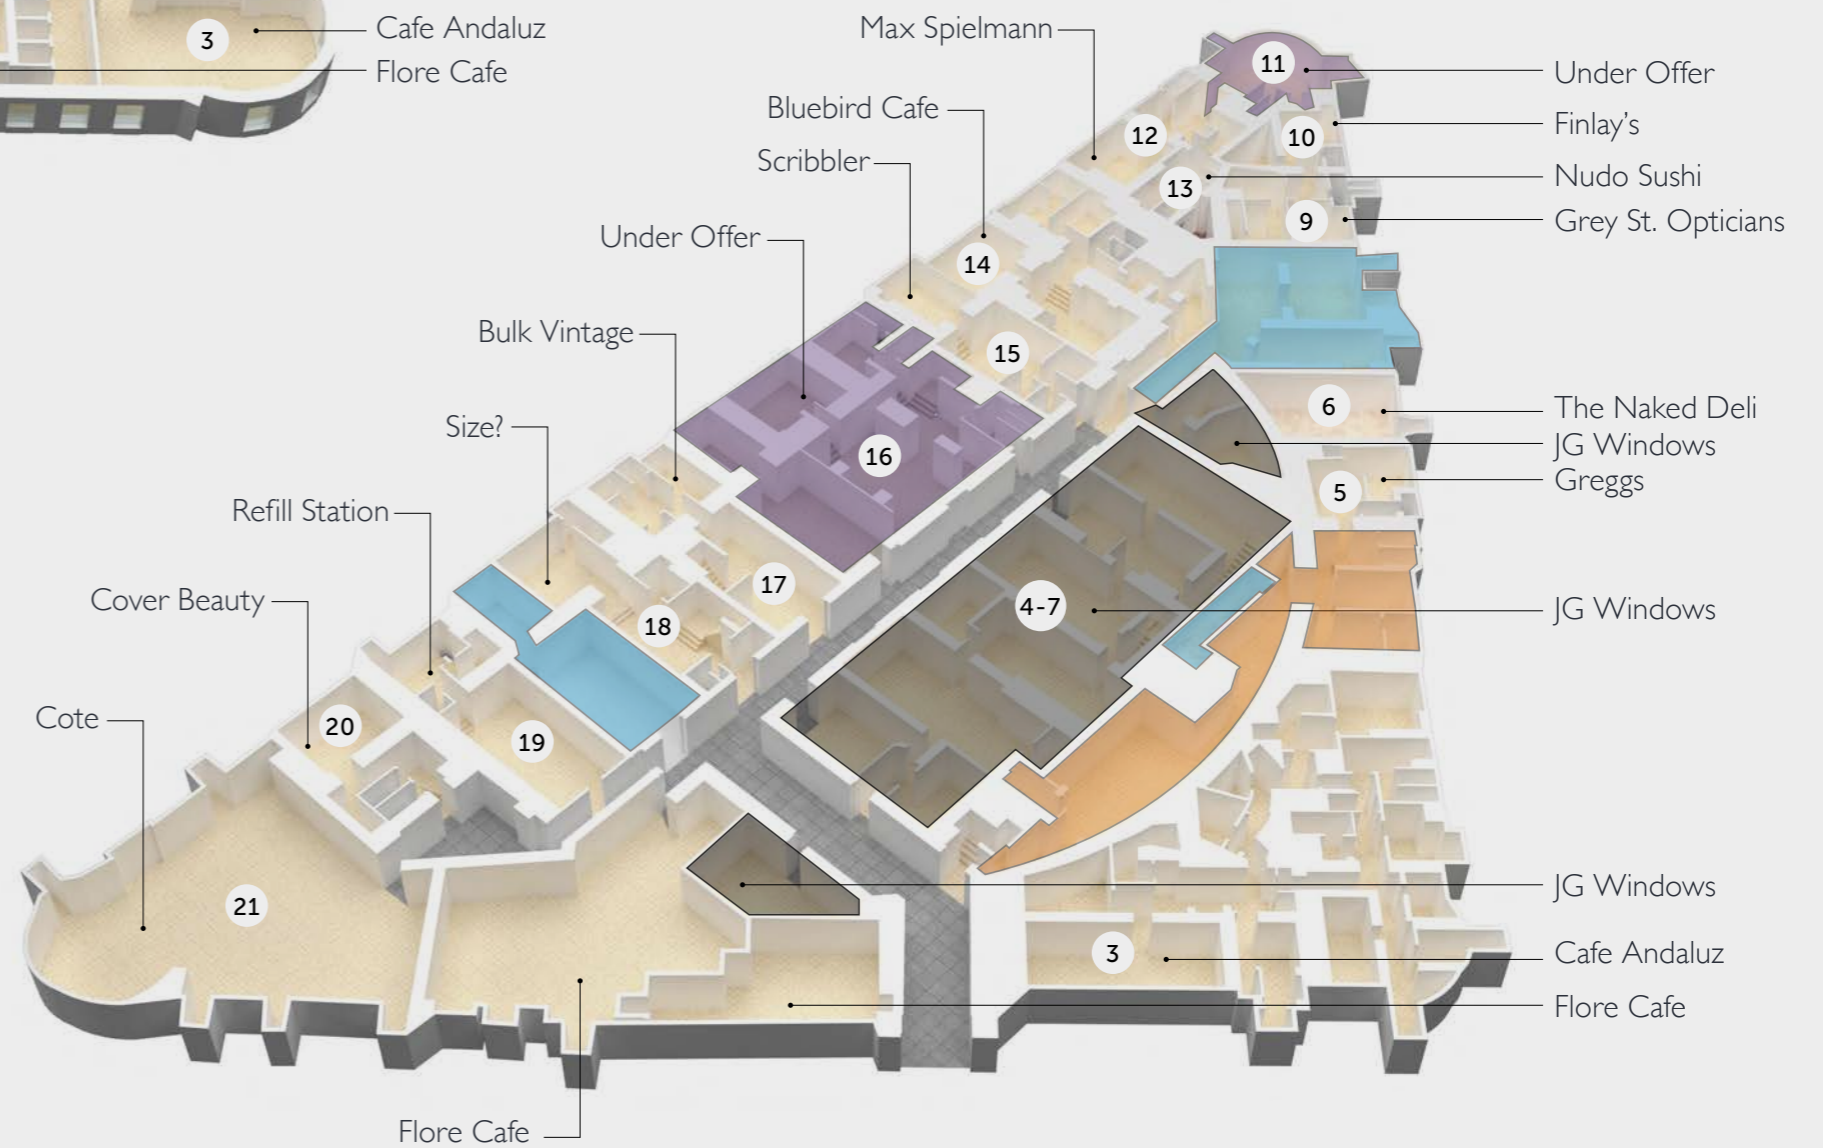 3
Cafe Andaluz
Flore Cafe
Max Spielmann
Bluebird Cafe
Scribbler
Under Offer
Bulk Vintage
Size?
Refill Station
Cover Beauty
Cote
11
Under Offer
12
10
Finlay's
13
Nudo Sushi
9
Grey St. Opticians
14
15
6
The Naked Deli
JG Windows
16
5
Greggs
17
4-7
JG Windows
18
20
19
21
JG Windows
3
Cafe Andaluz
Flore Cafe
Flore Cafe